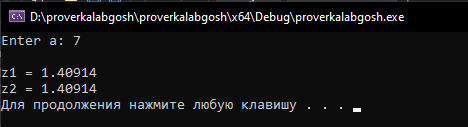 D:\proverkalabgosh\proverkalabgosh\x64\Debug\proverkalabgosh.exe
Enter a: 7
z1 = 1.40914
z2 = 1.40914
Для продолжения нажмите любую клавишу . . .